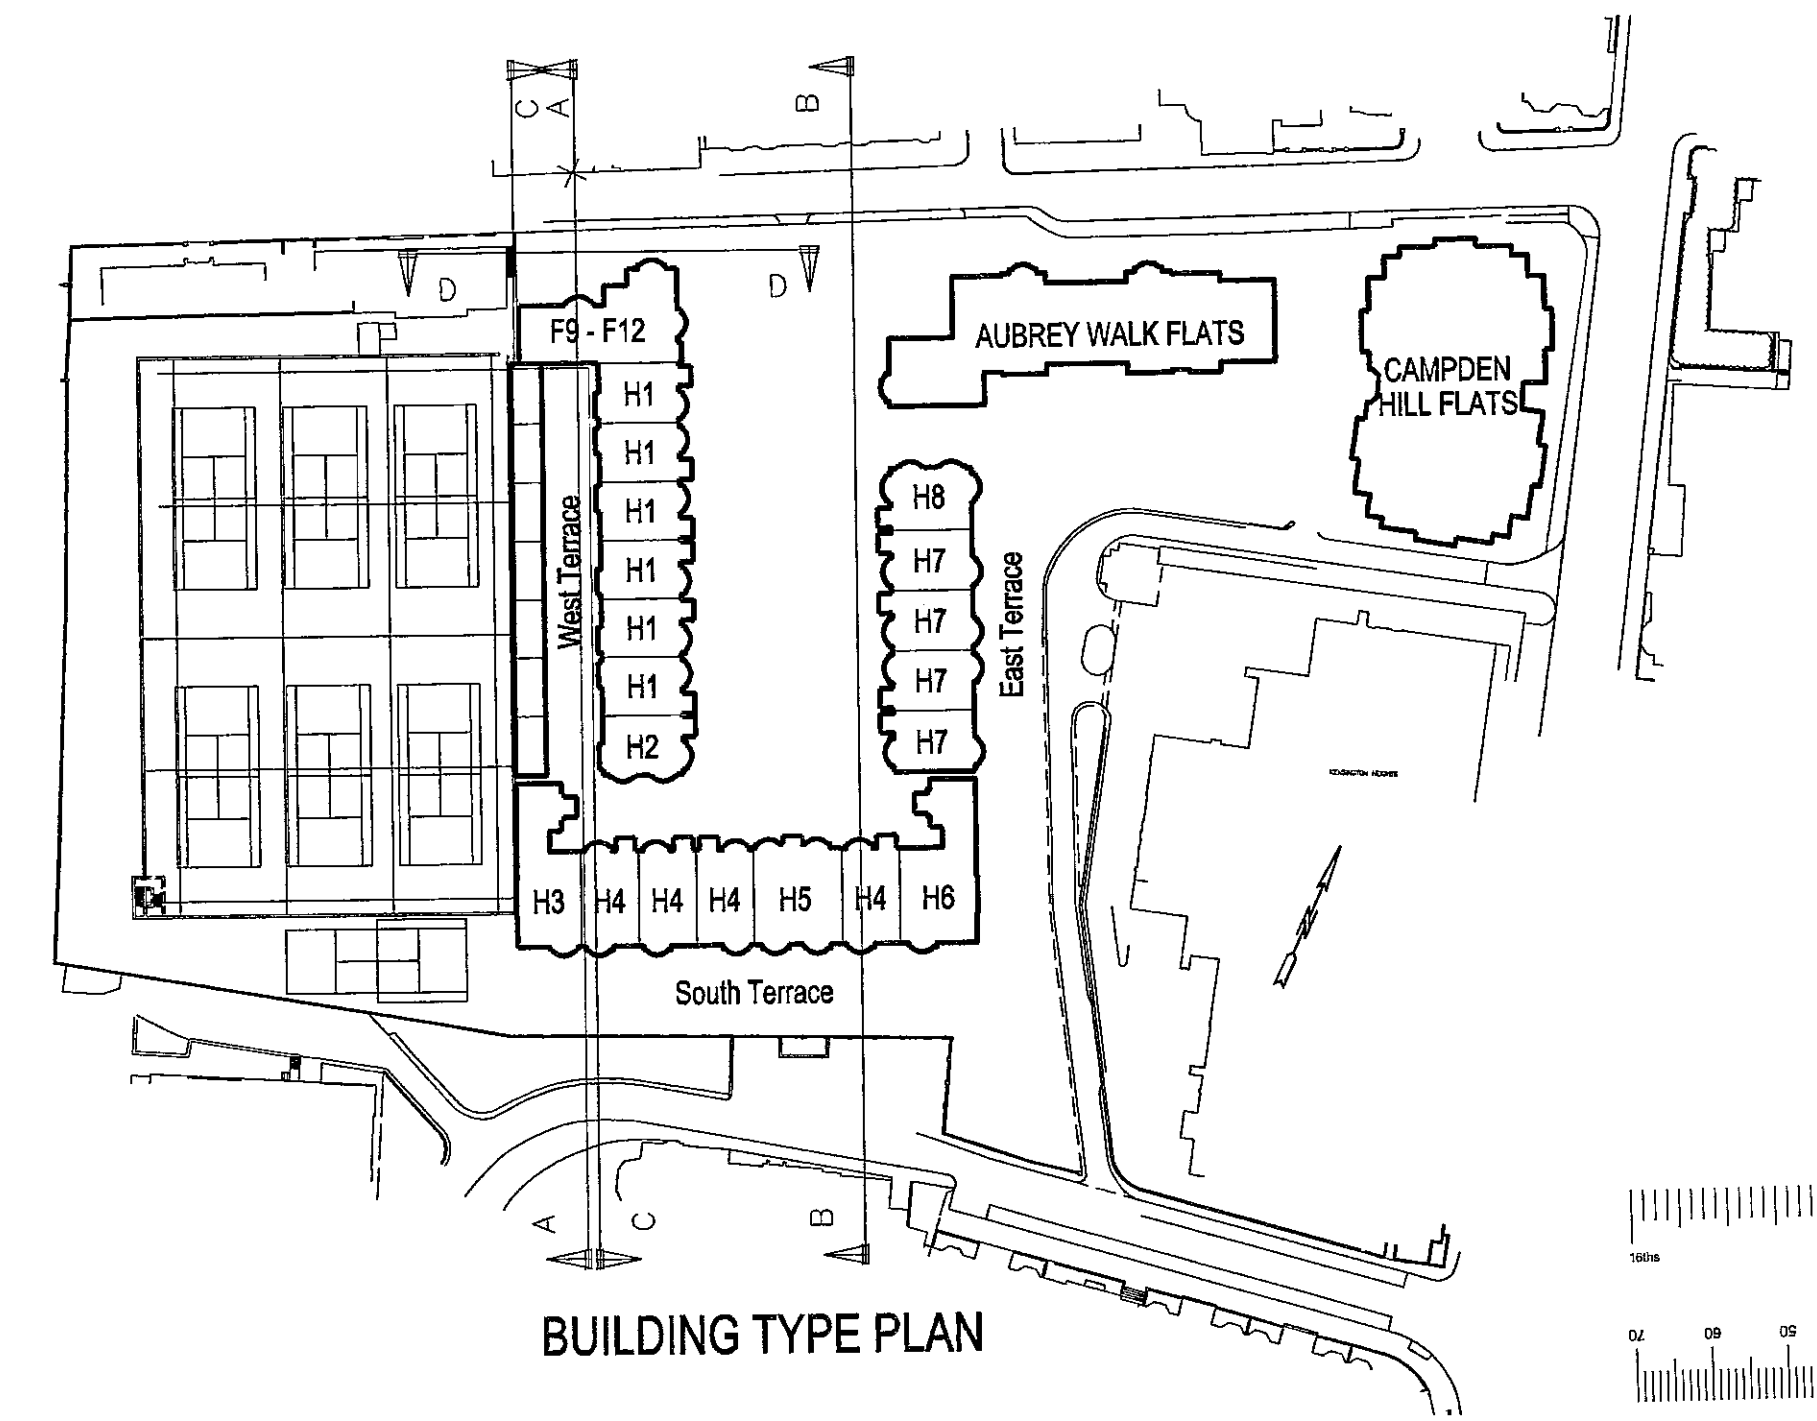 C
A
B
D
D
F9 - F12
AUBREY WALK FLATS
CAMPDEN
HILL FLATS
H1
H1
H1
H1
H1
H1
H2
West Terrace
H8
H7
H7
H7
H7
East Terrace
KENSINGTON HEIGHTS
H3
H4
H4
H4
H5
H4
H6
South Terrace
A
C
B
16ths
70
60
50
BUILDING TYPE PLAN